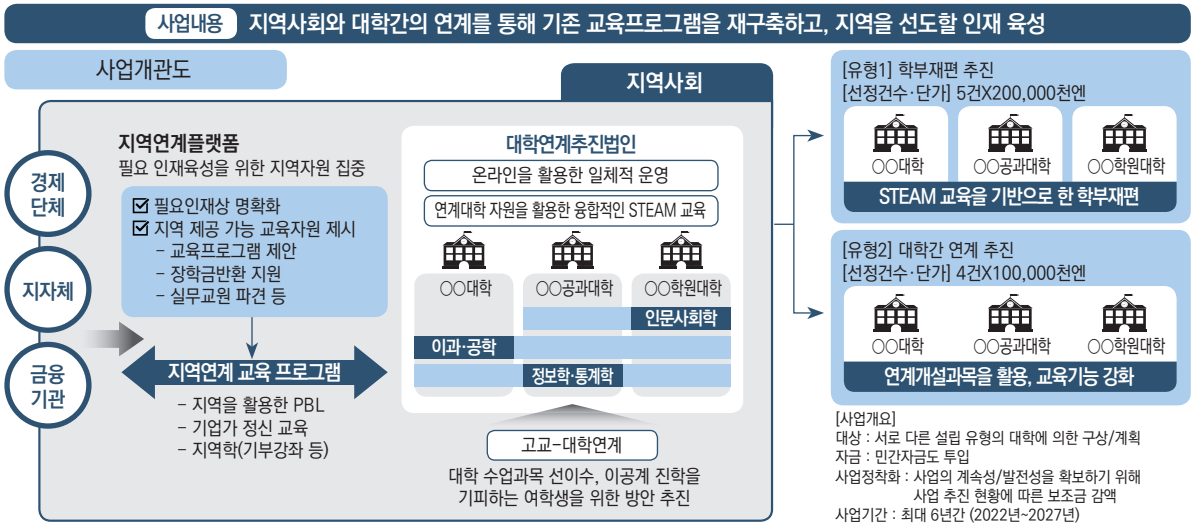 사업내용 지역사회와 대학간의 연계를 통해 기존 교육프로그램을 재구축하고, 지역을 선도할 인재 육성
사업개관도
지역사회
경제
단체
지자체
금융
기관
지역연계플랫폼
필요 인재육성을 위한 지역자원 집중
☑ 필요인재상 명확화
☑ 지역 제공 가능 교육자원 제시
– 교육프로그램 제안
– 장학금반환 지원
– 실무교원 파견 등
지역연계 교육 프로그램
– 지역을 활용한 PBL
– 기업가 정신 교육
– 지역학(기부강좌 등)
대학연계추진법인
온라인을 활용한 일체적 운영
연계대학 자원을 활용한 융합적인 STEAM 교육
○○대학 ○○공과대학 ○○학원대학
인문사회학
이과·공학
정보학·통계학
고교–대학연계
대학 수업과목 선이수, 이공계 진학을
기피하는 여학생을 위한 방안 추진
[유형1] 학부재편 추진
[선정건수·단가] 5건X200,000천엔
○○대학 ○○공과대학 ○○학원대학
STEAM 교육을 기반으로 한 학부재편
[유형2] 대학간 연계 추진
[선정건수·단가] 4건X100,000천엔
○○대학 ○○공과대학 ○○학원대학
연계개설과목을 활용, 교육기능 강화
[사업개요]
대상 : 서로 다른 설립 유형의 대학에 의한 구상/계획
자금 : 민간자금도 투입
사업정착화 : 사업의 계속성/발전성을 확보하기 위해
사업 추진 현황에 따른 보조금 감액
사업기간 : 최대 6년간 (2022년~2027년)